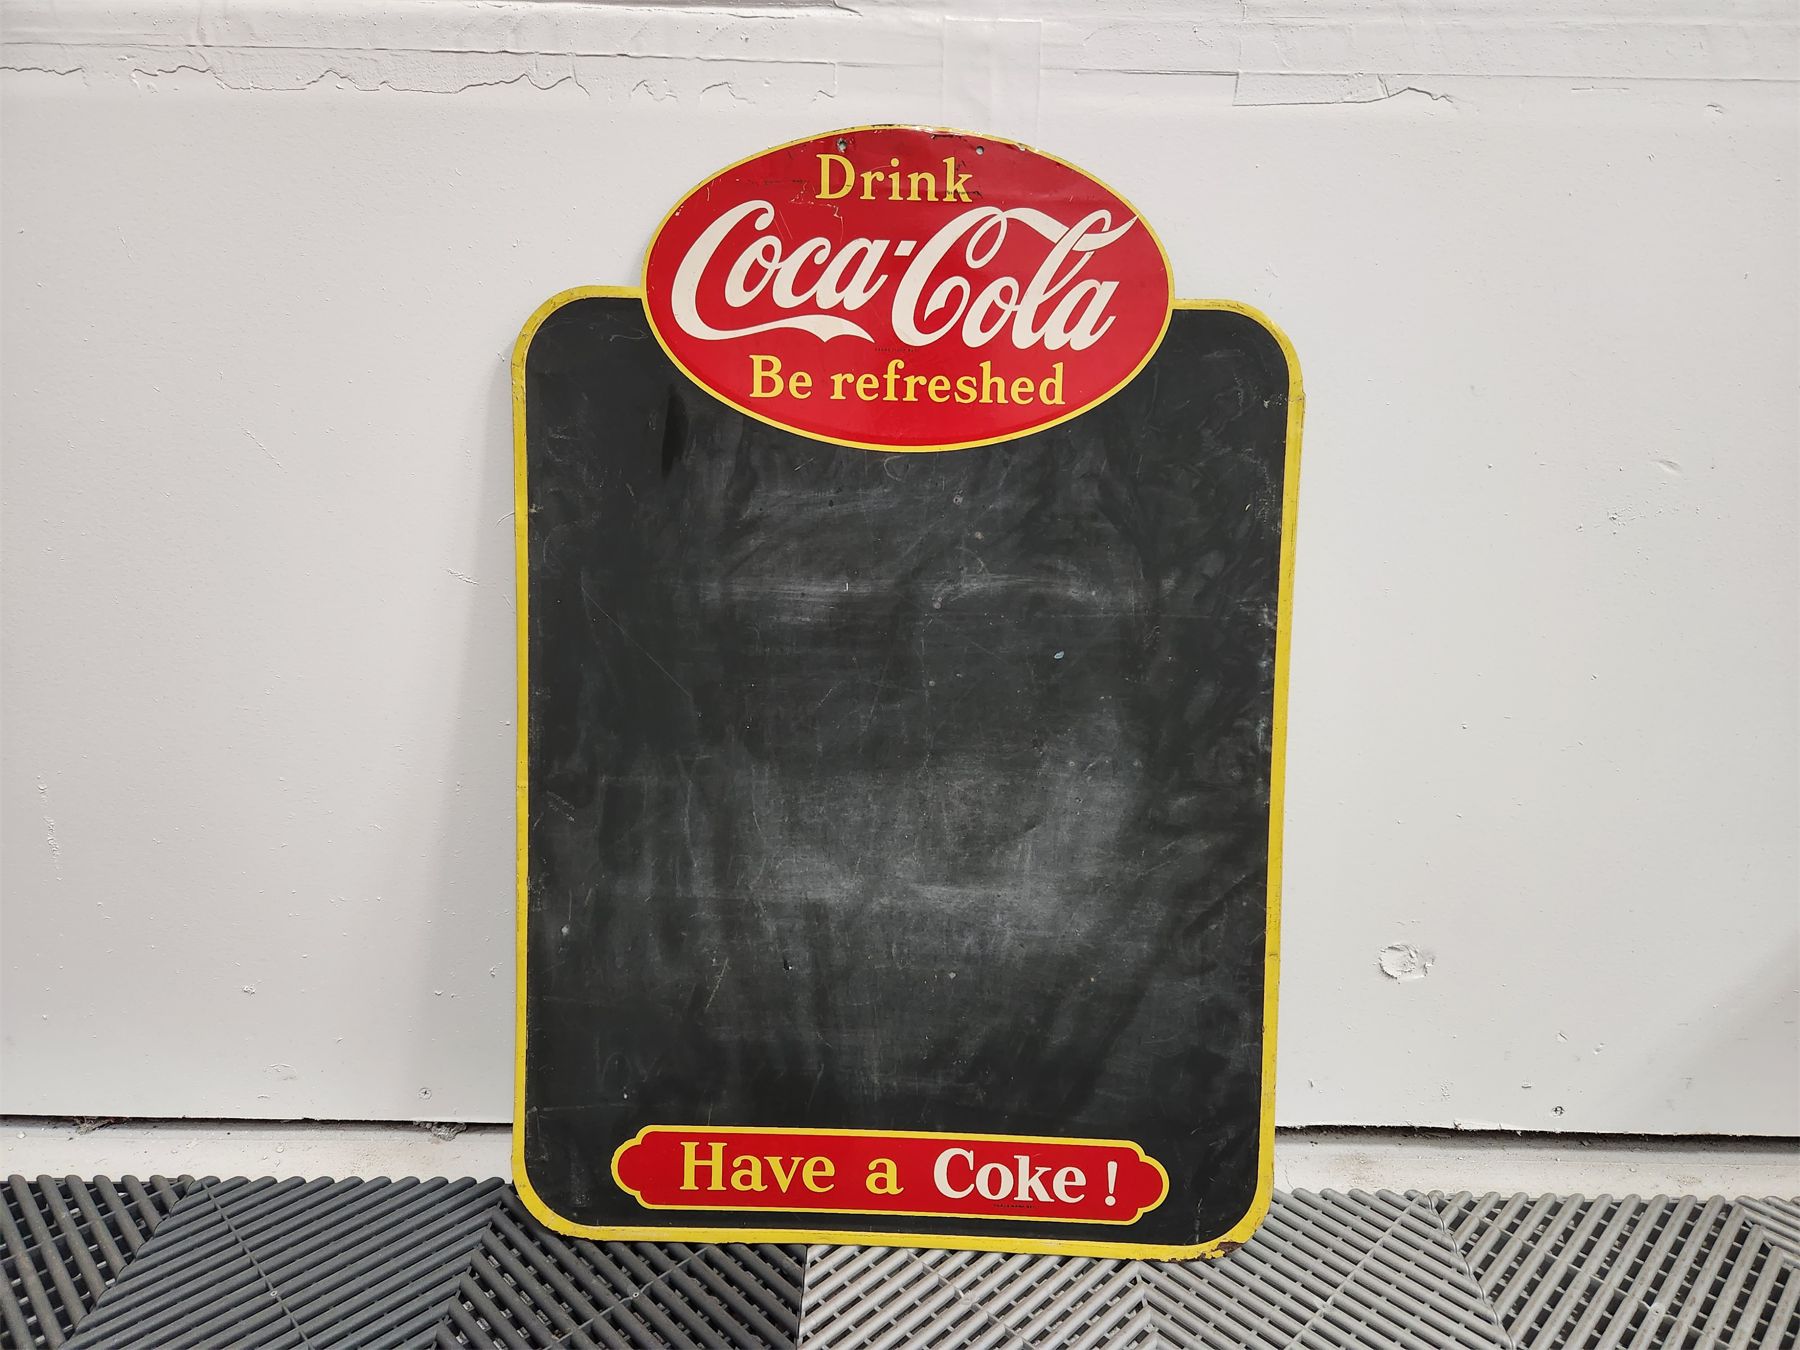 Drink
Coca-Cola
Be refreshed
Have a Coke!